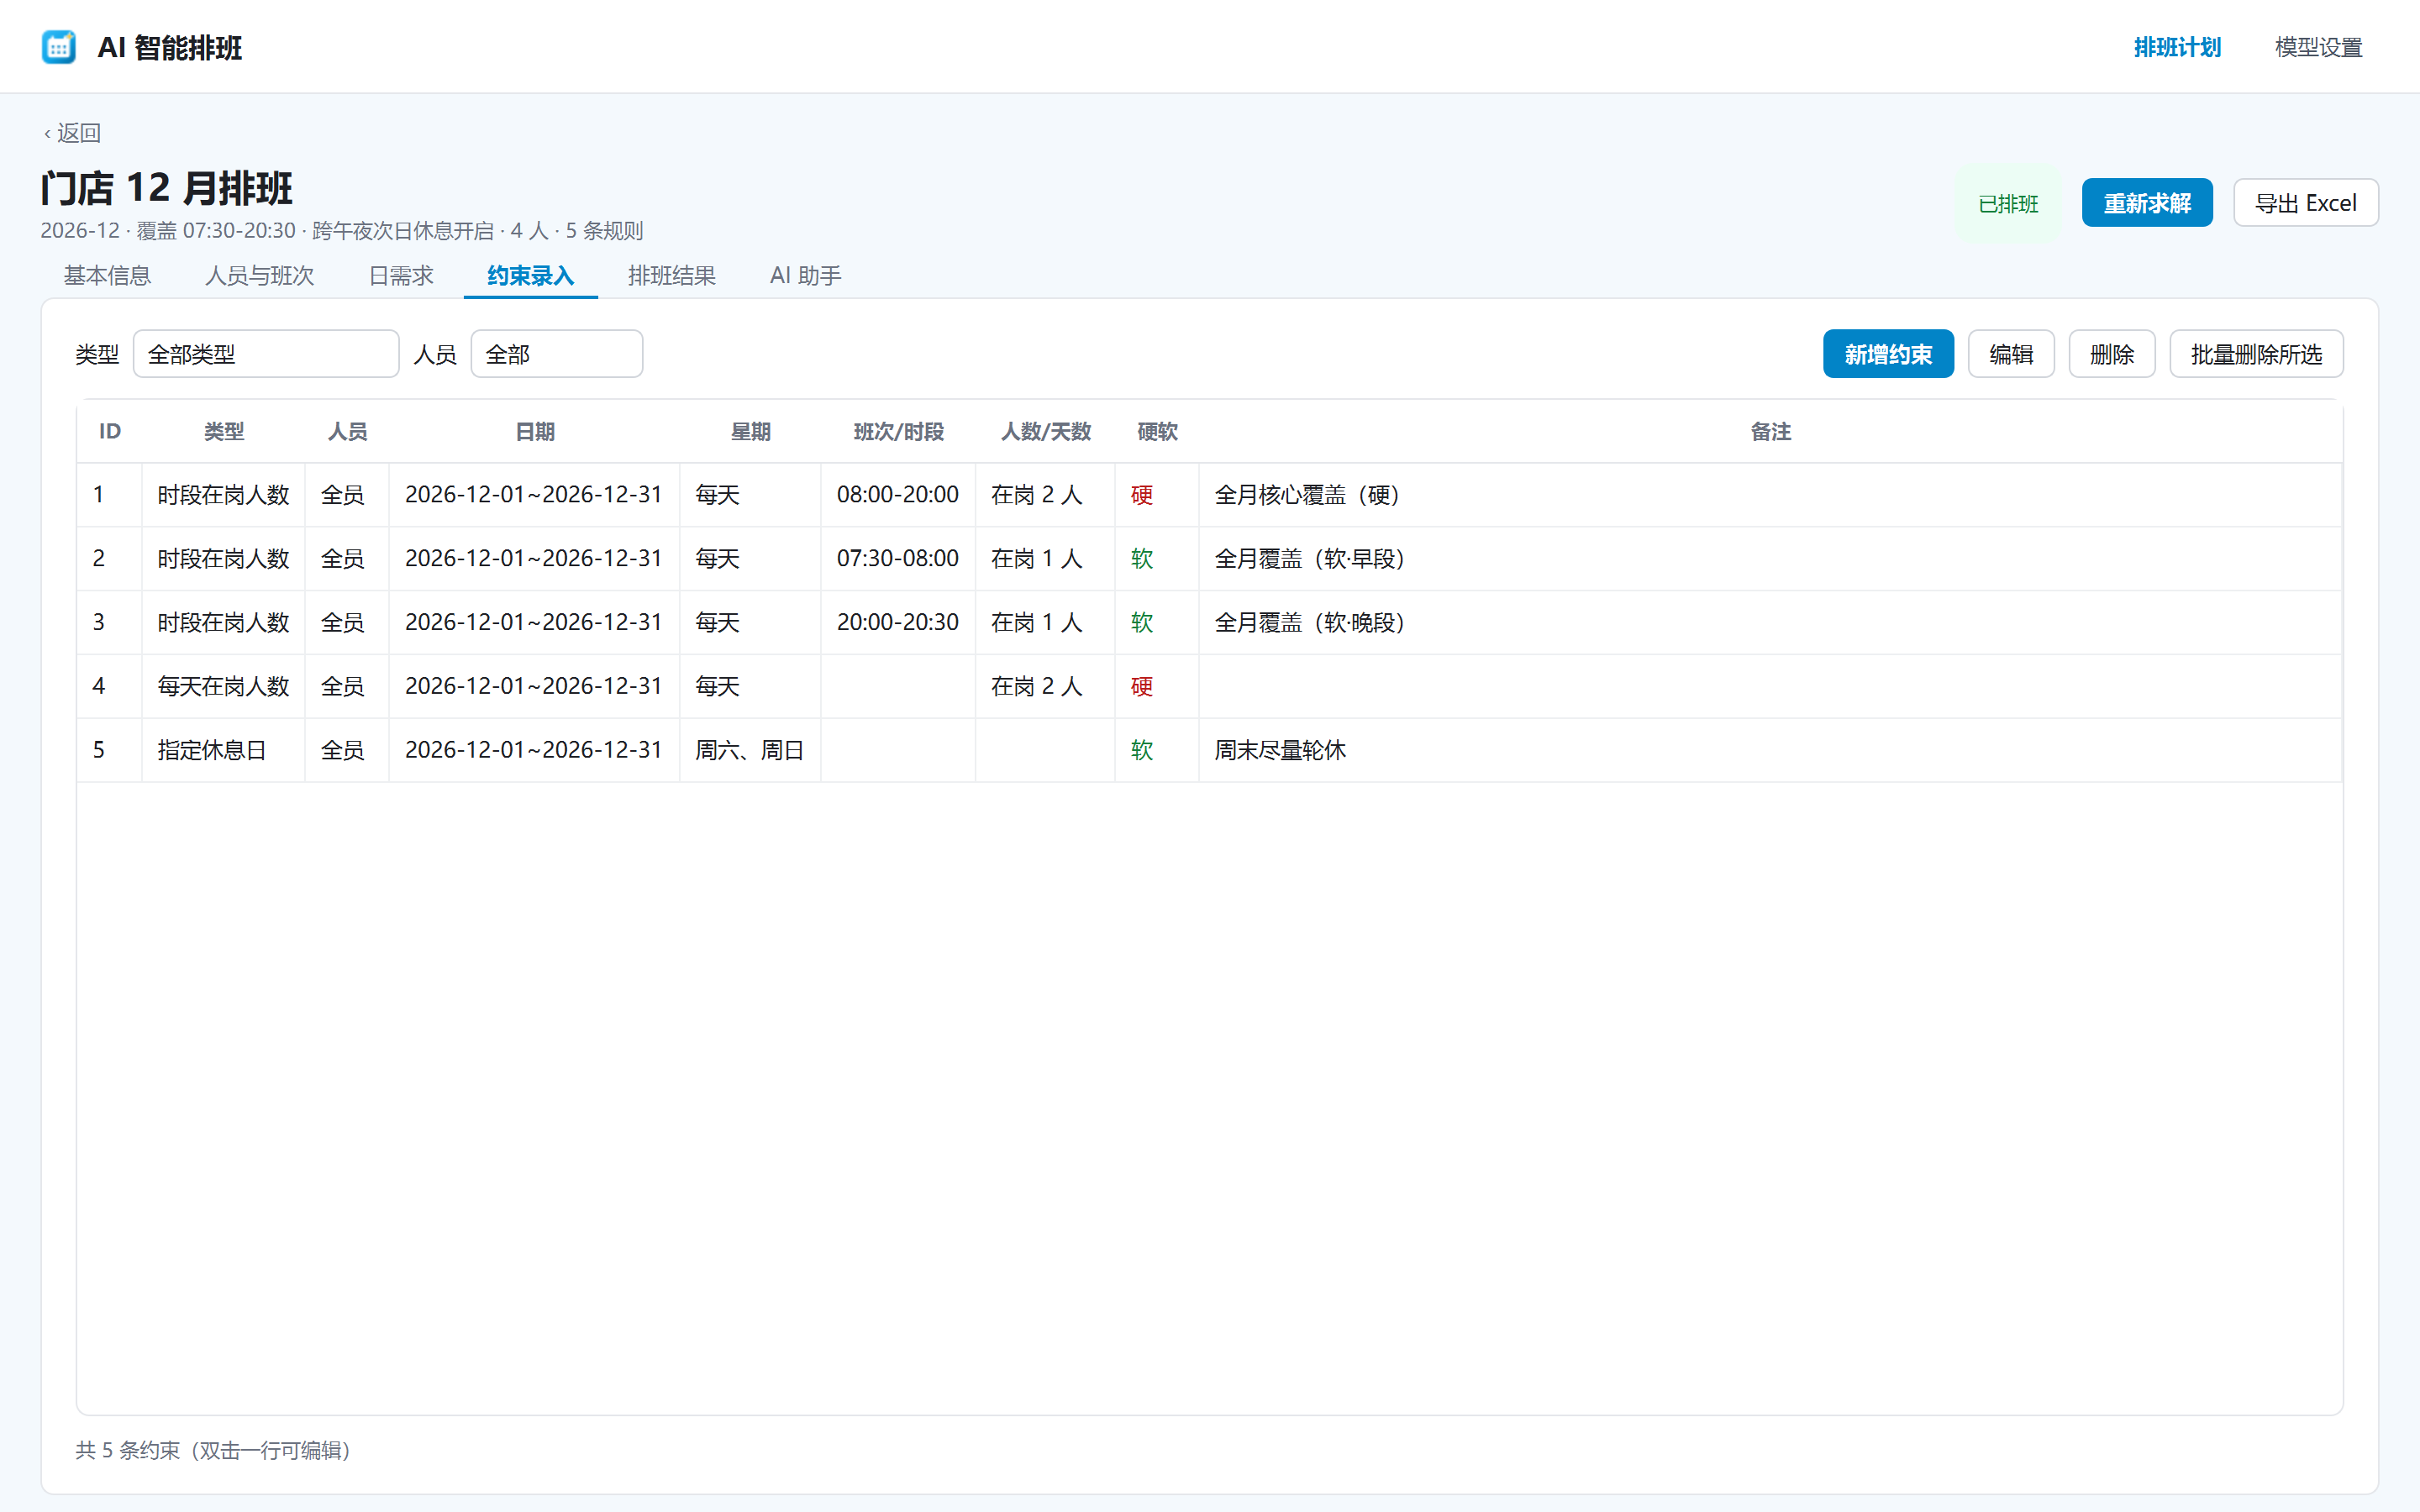 AI 智能排班
排班计划 模型设置
‹ 返回
门店 12 月排班
2026-12 · 覆盖 07:30-20:30 · 跨午夜次日休息开启 · 4 人 · 5 条规则
已排班 重新求解 导出 Excel
基本信息 人员与班次 日需求 约束录入 排班结果 AI 助手
类型 全部类型 人员 全部 新增约束 编辑 删除 批量删除所选
ID 类型 人员 日期 星期 班次/时段 人数/天数 硬软 备注
1 时段在岗人数 全员 2026-12-01~2026-12-31 每天 08:00-20:00 在岗 2 人 硬 全月核心覆盖（硬）
2 时段在岗人数 全员 2026-12-01~2026-12-31 每天 07:30-08:00 在岗 1 人 软 全月覆盖（软·早段）
3 时段在岗人数 全员 2026-12-01~2026-12-31 每天 20:00-20:30 在岗 1 人 软 全月覆盖（软·晚段）
4 每天在岗人数 全员 2026-12-01~2026-12-31 每天 在岗 2 人 硬
5 指定休息日 全员 2026-12-01~2026-12-31 周六、周日 软 周末尽量轮休
共 5 条约束（双击一行可编辑）